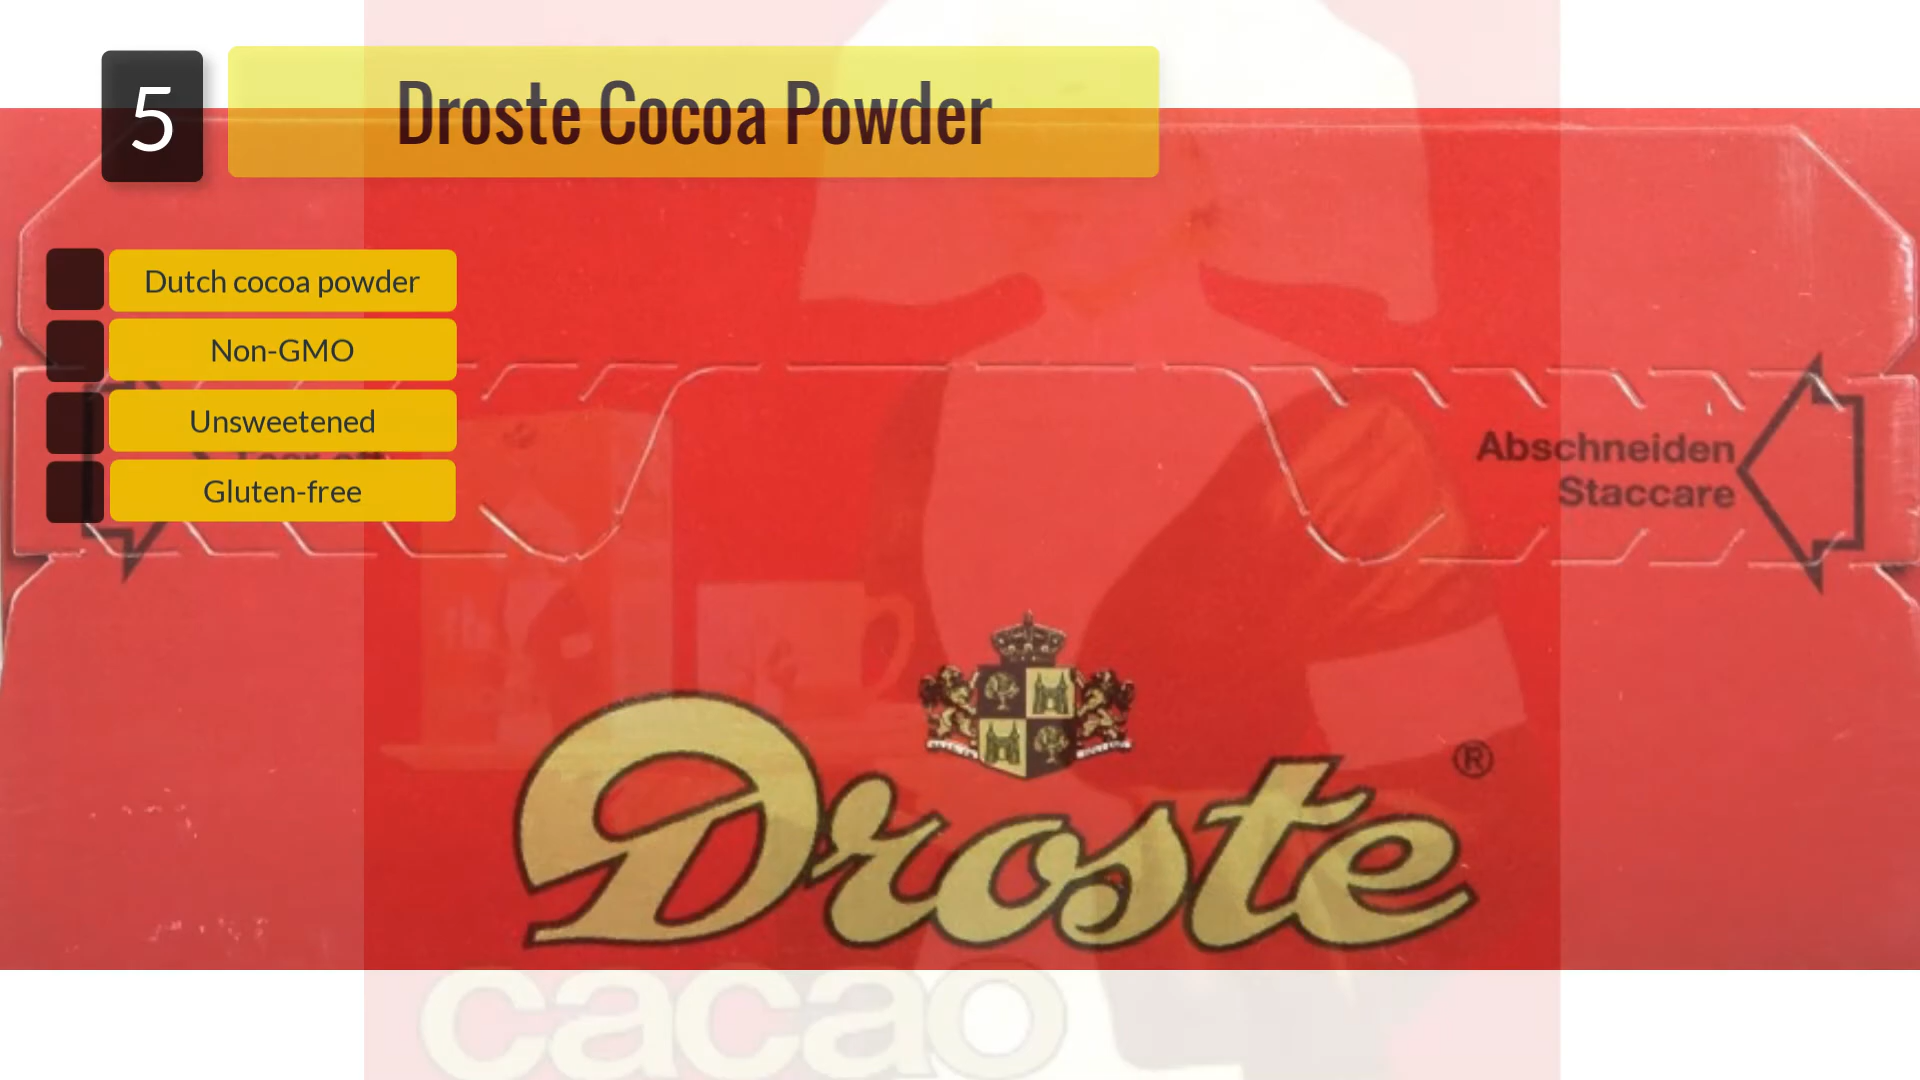 5
Droste Cocoa Powder
Dutch cocoa powder
Non-GMO
Unsweetened
Gluten-free
Abschneiden
Staccare
Droste ®
cacao